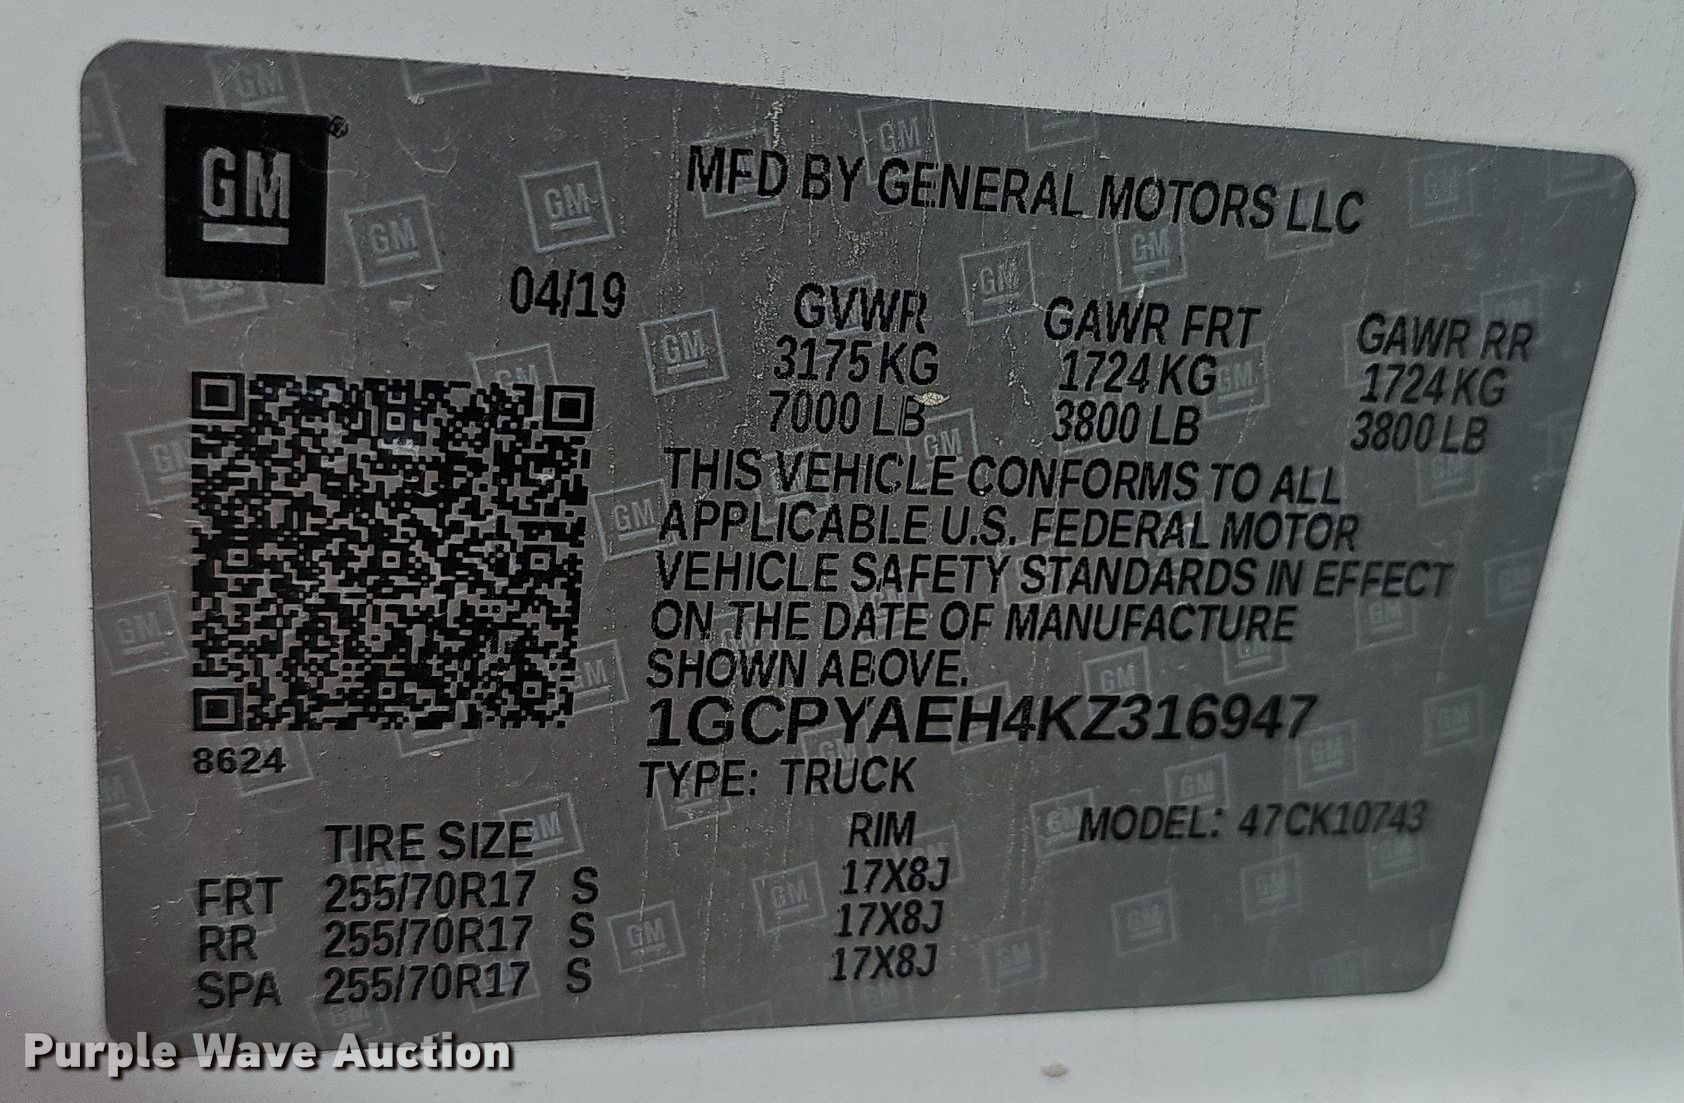 GM
MFD BY GENERAL MOTORS LLC
04/19
GVWR GAWR FRT GAWR RR
3175 KG 1724 KG 1724 KG
7000 LB 3800 LB 3800 LB
THIS VEHICLE CONFORMS TO ALL
APPLICABLE U.S. FEDERAL MOTOR
VEHICLE SAFETY STANDARDS IN EFFECT
ON THE DATE OF MANUFACTURE
SHOWN ABOVE.
1GCPYAEH4KZ316947
8624
TYPE: TRUCK
MODEL: 47CK10743
TIRE SIZE RIM
FRT 255/70R17 S 17X8J
RR 255/70R17 S 17X8J
SPA 255/70R17 S 17X8J
Purple Wave Auction